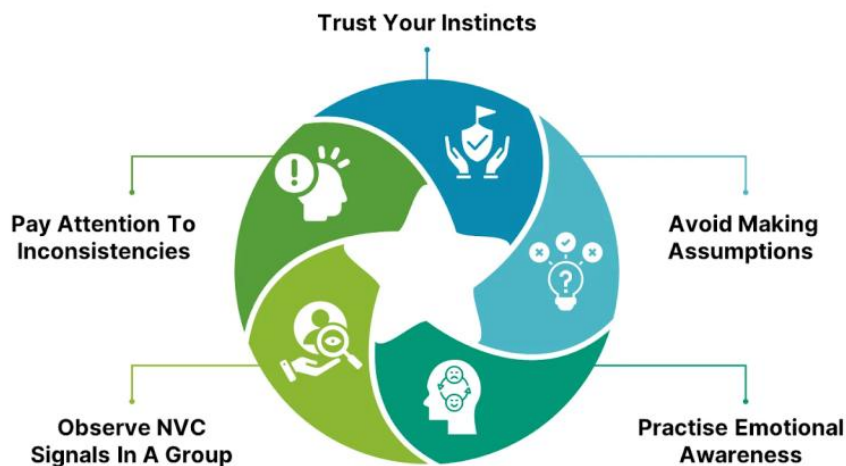 Trust Your Instincts
Pay Attention To
Inconsistencies
Avoid Making
Assumptions
Observe NVC
Signals In A Group
Practise Emotional
Awareness